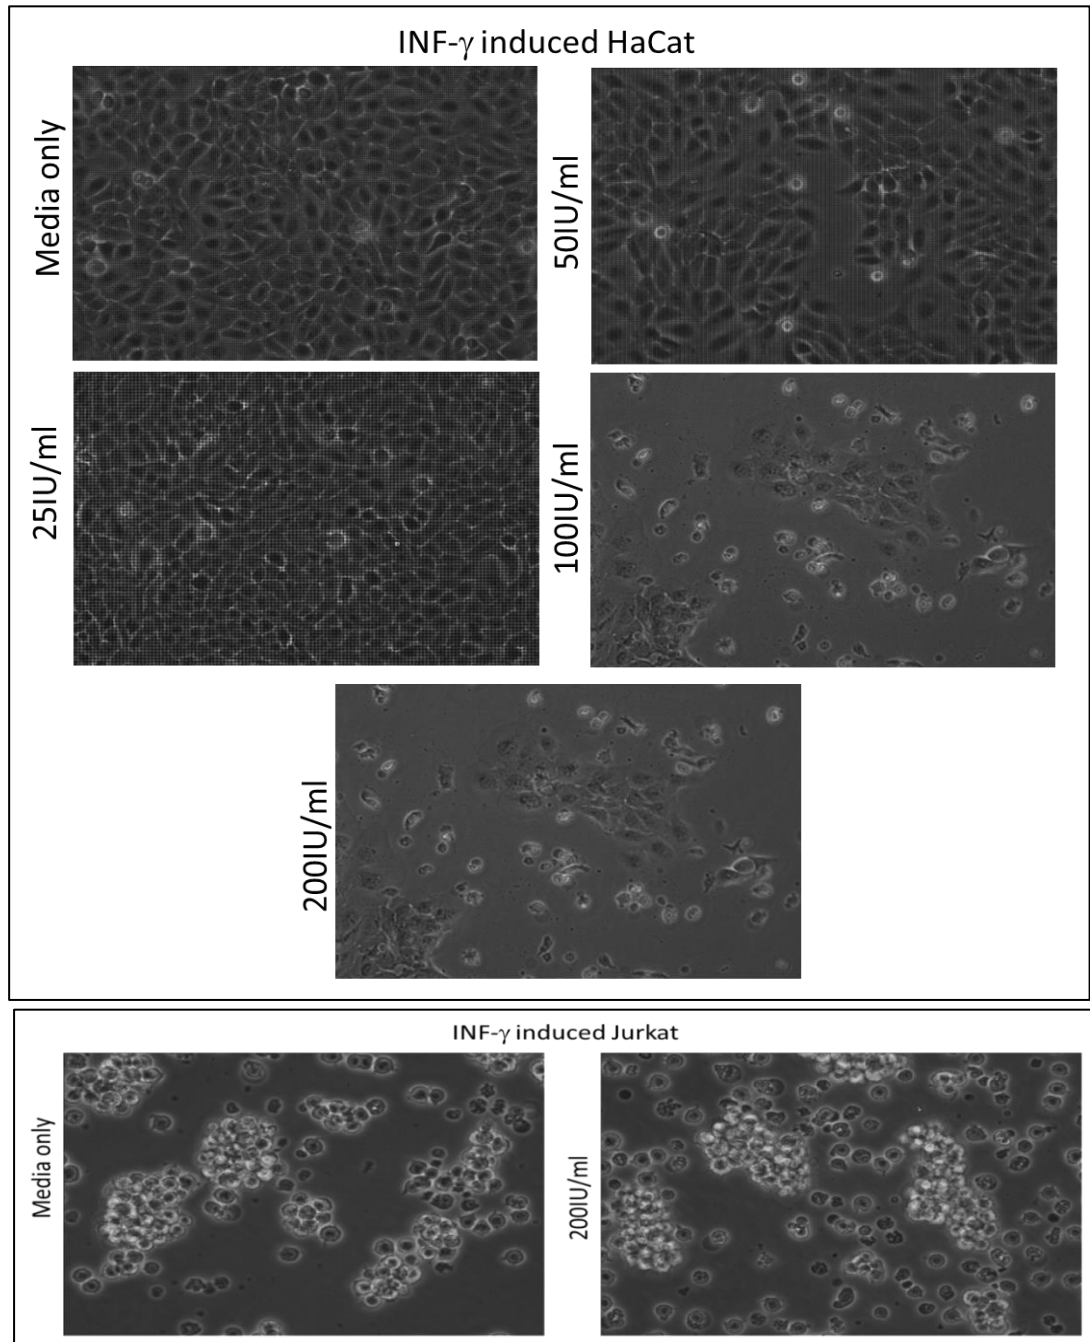 INF-γ induced HaCat
Media only
50IU/ml
25IU/ml
100IU/ml
200IU/ml
INF-γ induced Jurkat
Media only
200IU/ml